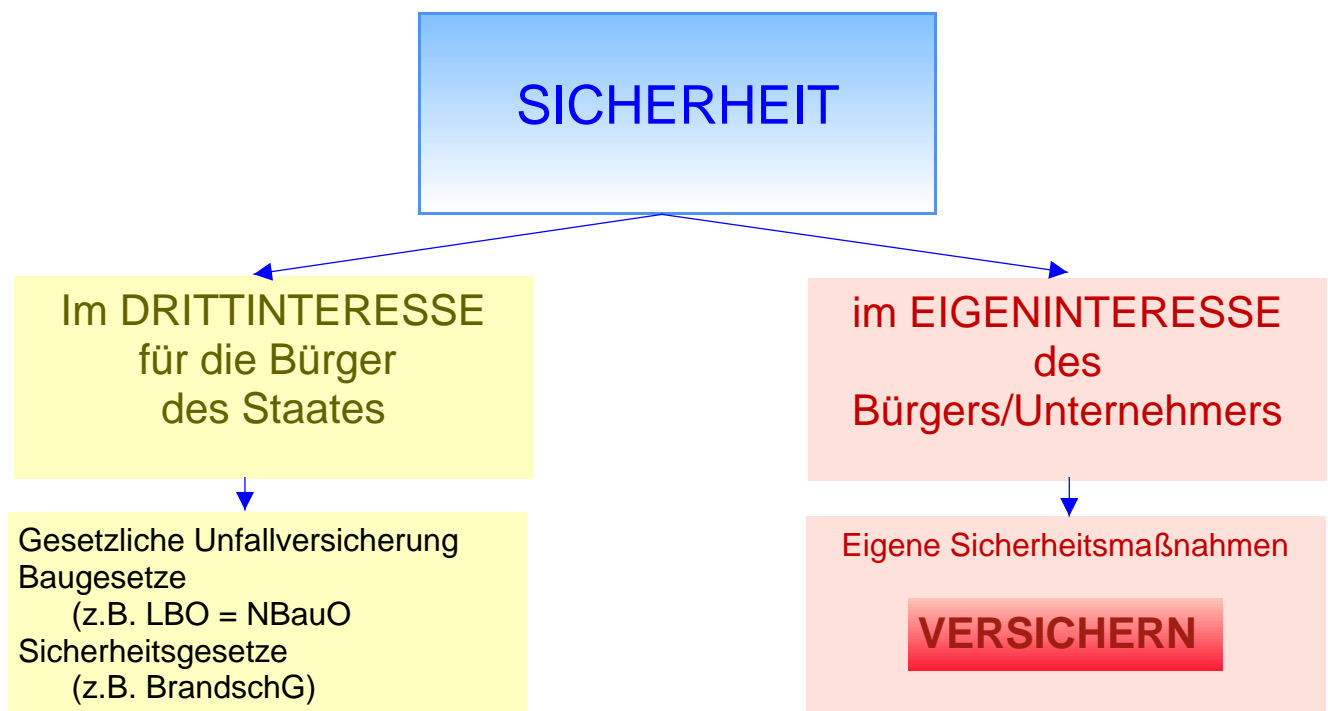 SICHERHEIT
Im DRITTINTERESSE
für die Bürger
des Staates
Gesetzliche Unfallversicherung
Baugesetze
(z.B. LBO = NBauO
Sicherheitsgesetze
(z.B. BrandschG)
im EIGENINTERESSE
des
Bürgers/Unternehmers
Eigene Sicherheitsmaßnahmen
VERSICHERN